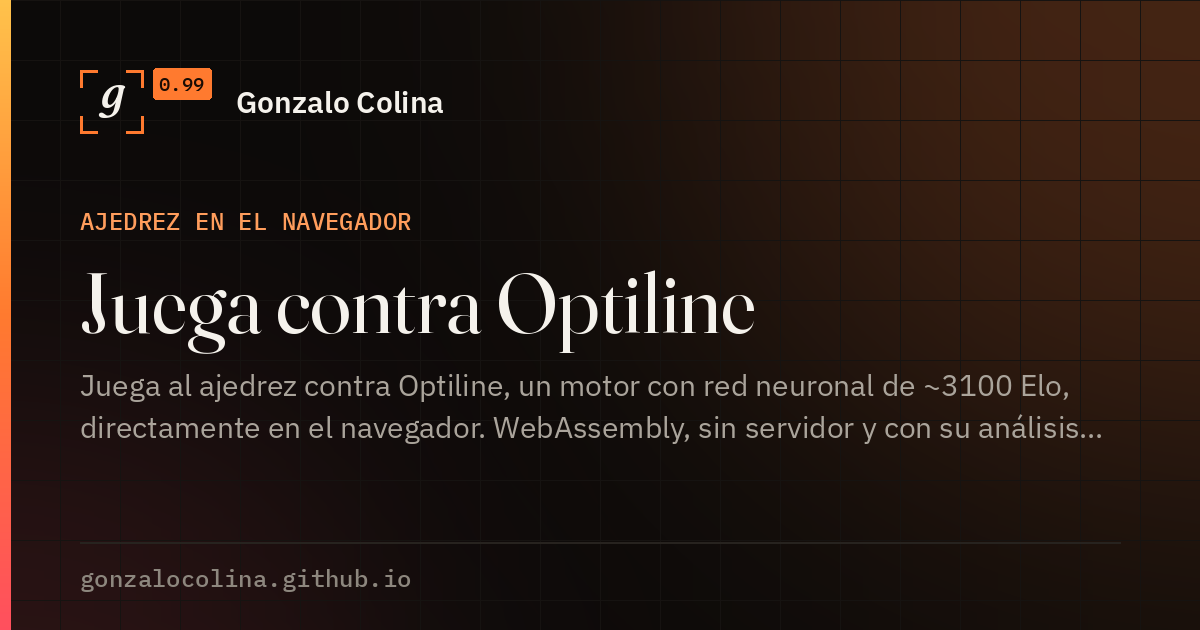 g 0.99
Gonzalo Colina
AJEDREZ EN EL NAVEGADOR
Juega contra Optiline
Juega al ajedrez contra Optiline, un motor con red neuronal de ~3100 Elo,
directamente en el navegador. WebAssembly, sin servidor y con su análisis...
gonzalocolina.github.io